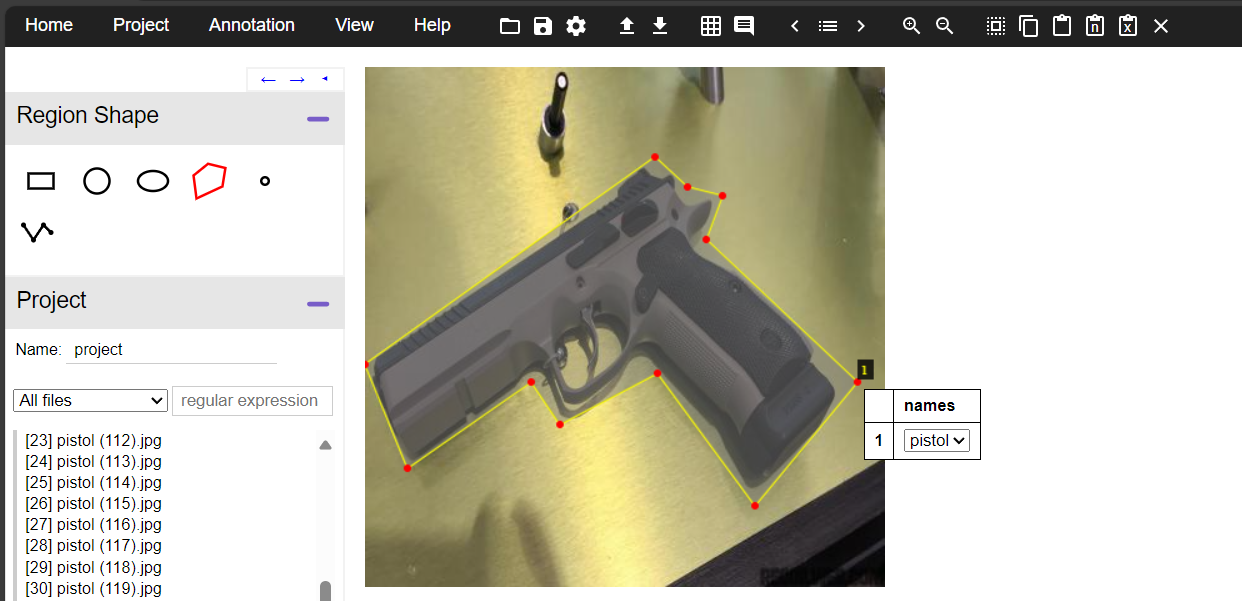 Home Project Annotation View Help
Region Shape
Project
Name: project
All files regular expression
[23] pistol (112).jpg
[24] pistol (113).jpg
[25] pistol (114).jpg
[26] pistol (115).jpg
[27] pistol (116).jpg
[28] pistol (117).jpg
[29] pistol (118).jpg
[30] pistol (119).jpg
1
names
1 pistol